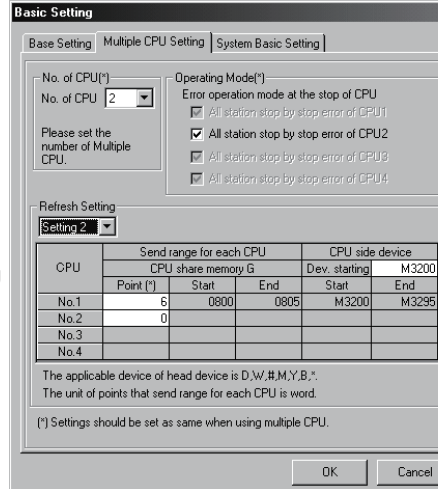 Basic Setting
Base Setting Multiple CPU Setting System Basic Setting
No. of CPU(*)
No. of CPU 2
Please set the
number of Multiple
CPU.
Operating Mode(*)
Error operation mode at the stop of CPU
All station stop by stop error of CPU1
All station stop by stop error of CPU2
All station stop by stop error of CPU3
All station stop by stop error of CPU4
Refresh Setting
Setting 2
CPU Send range for each CPU CPU side device
CPU share memory G Dev. starting M3200
Point (*) Start End Start End
No.1 6 0800 0805 M3200 M3295
No.2 0
No.3
No.4
The applicable device of head device is D,W,#,M,Y,B,*.
The unit of points that send range for each CPU is word.
(*) Settings should be set as same when using multiple CPU.
OK Cancel